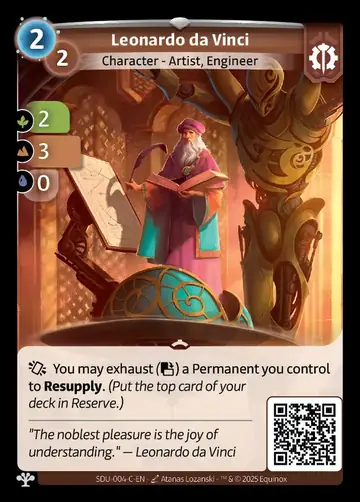 2
Leonardo da Vinci
2
Character - Artist, Engineer
2
3
0
You may exhaust ( ) a Permanent you control
to Resupply. (Put the top card of your
deck in Reserve.)
"The noblest pleasure is the joy of
understanding." — Leonardo da Vinci
SDU-004-C-EN - Atanas Lozanski - ™ & © 2025 Equinox